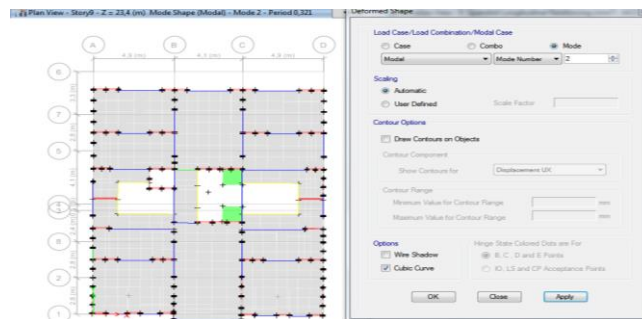 Plan View - Story9 - Z = 23,4 (m) Mode Shape (Modal) - Mode 2 - Period 0,321
A
B
C
D
4,9 (m)
4,9 (m)
6
7
5
4
8
2
1
Deformed Shape
Load Case/Load Combination/Modal Case
Case
Combo
Mode
Modal
Mode Number
2
Scaling
Automatic
User Defined
Scale Factor
Contour Options
Draw Contours on Objects
Contour Component
Show Contours for
Displacement UX
Contour Range
Minimum Value for Contour Range
mm
Maximum Value for Contour Range
mm
Options
Wire Shadow
Cubic Curve
Hinge State Colored Dots are For
B, C, D and E Points
IO, LS and CP Acceptance Points
OK
Close
Apply